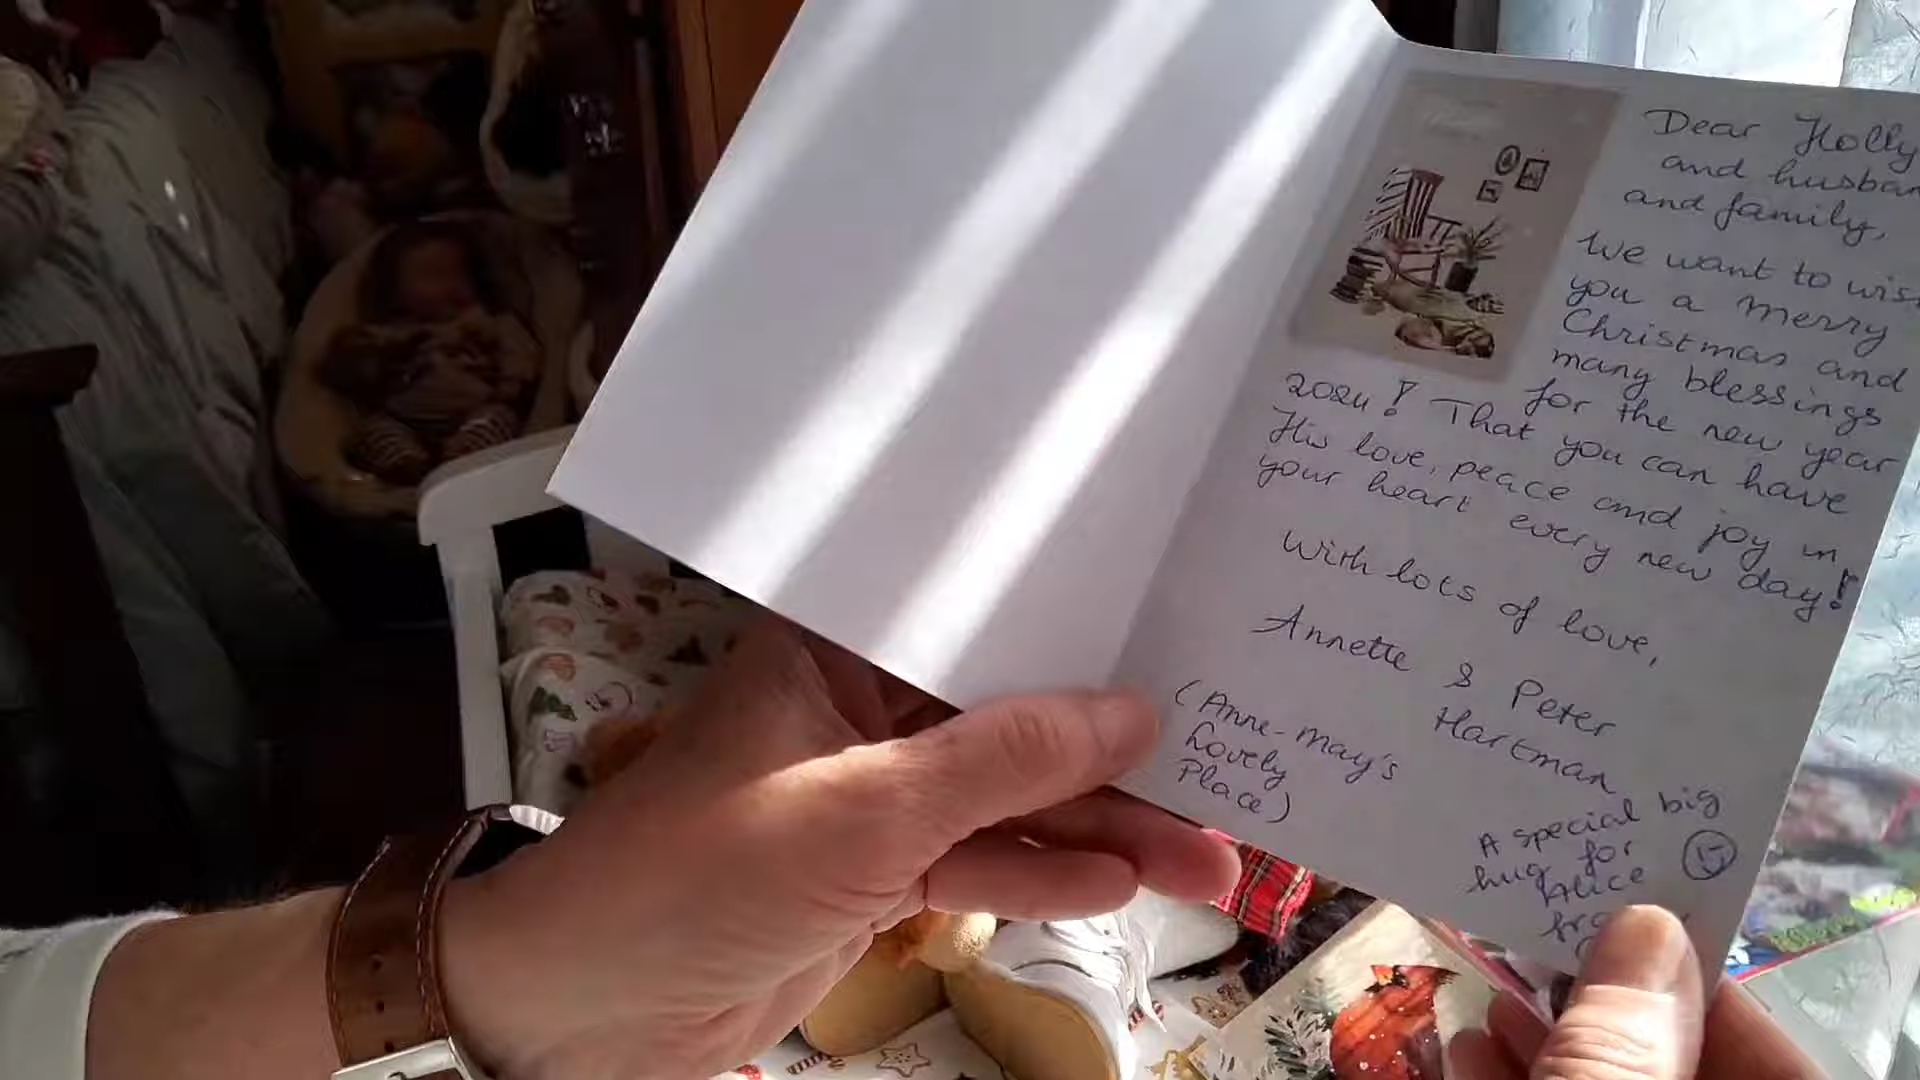 Dear Holly
and husban
and family,
We want to wis
you a merry
Christmas and
many blessings
for the new year
2024! That you can have
His love, peace and joy in
your heart every new day!
With lots of love,
Annette & Peter
Hartman
(Anne-May's
Lovely
Place)
A special big
hug for
Alice